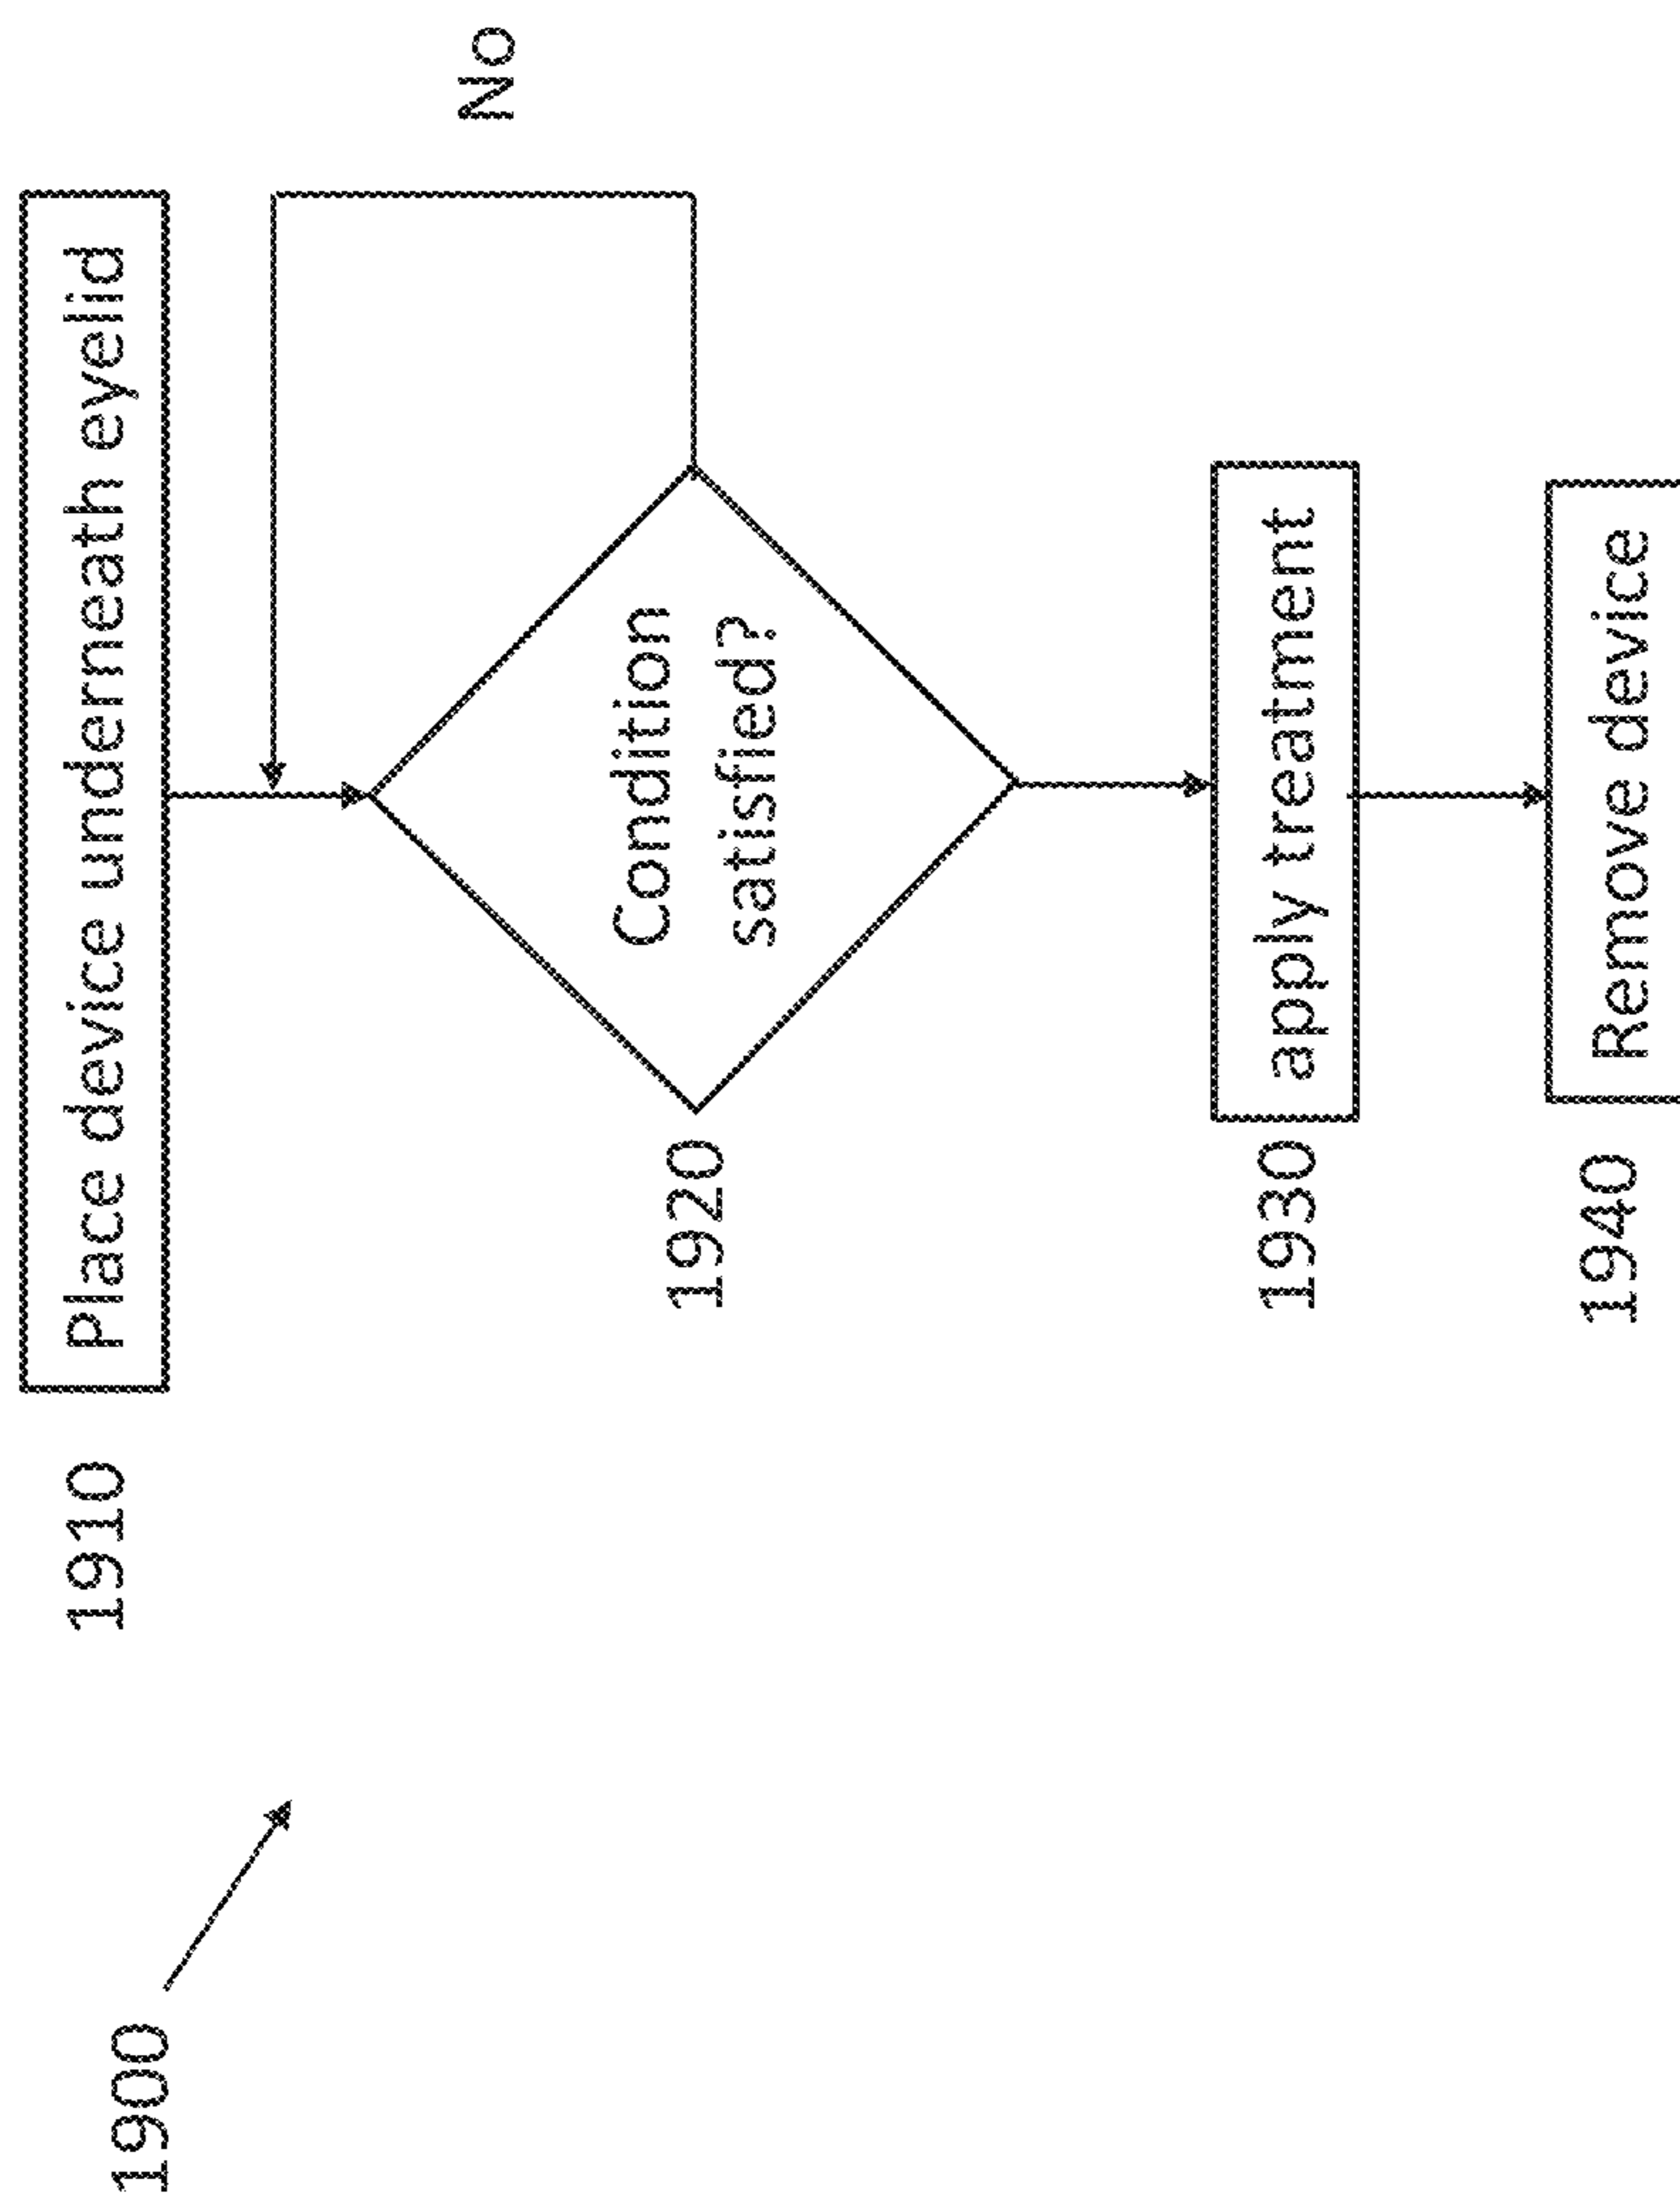 1900
1910
Place device underneath eyelid
No
1920
Condition
satisfied?
1930
apply treatment
1940
Remove device